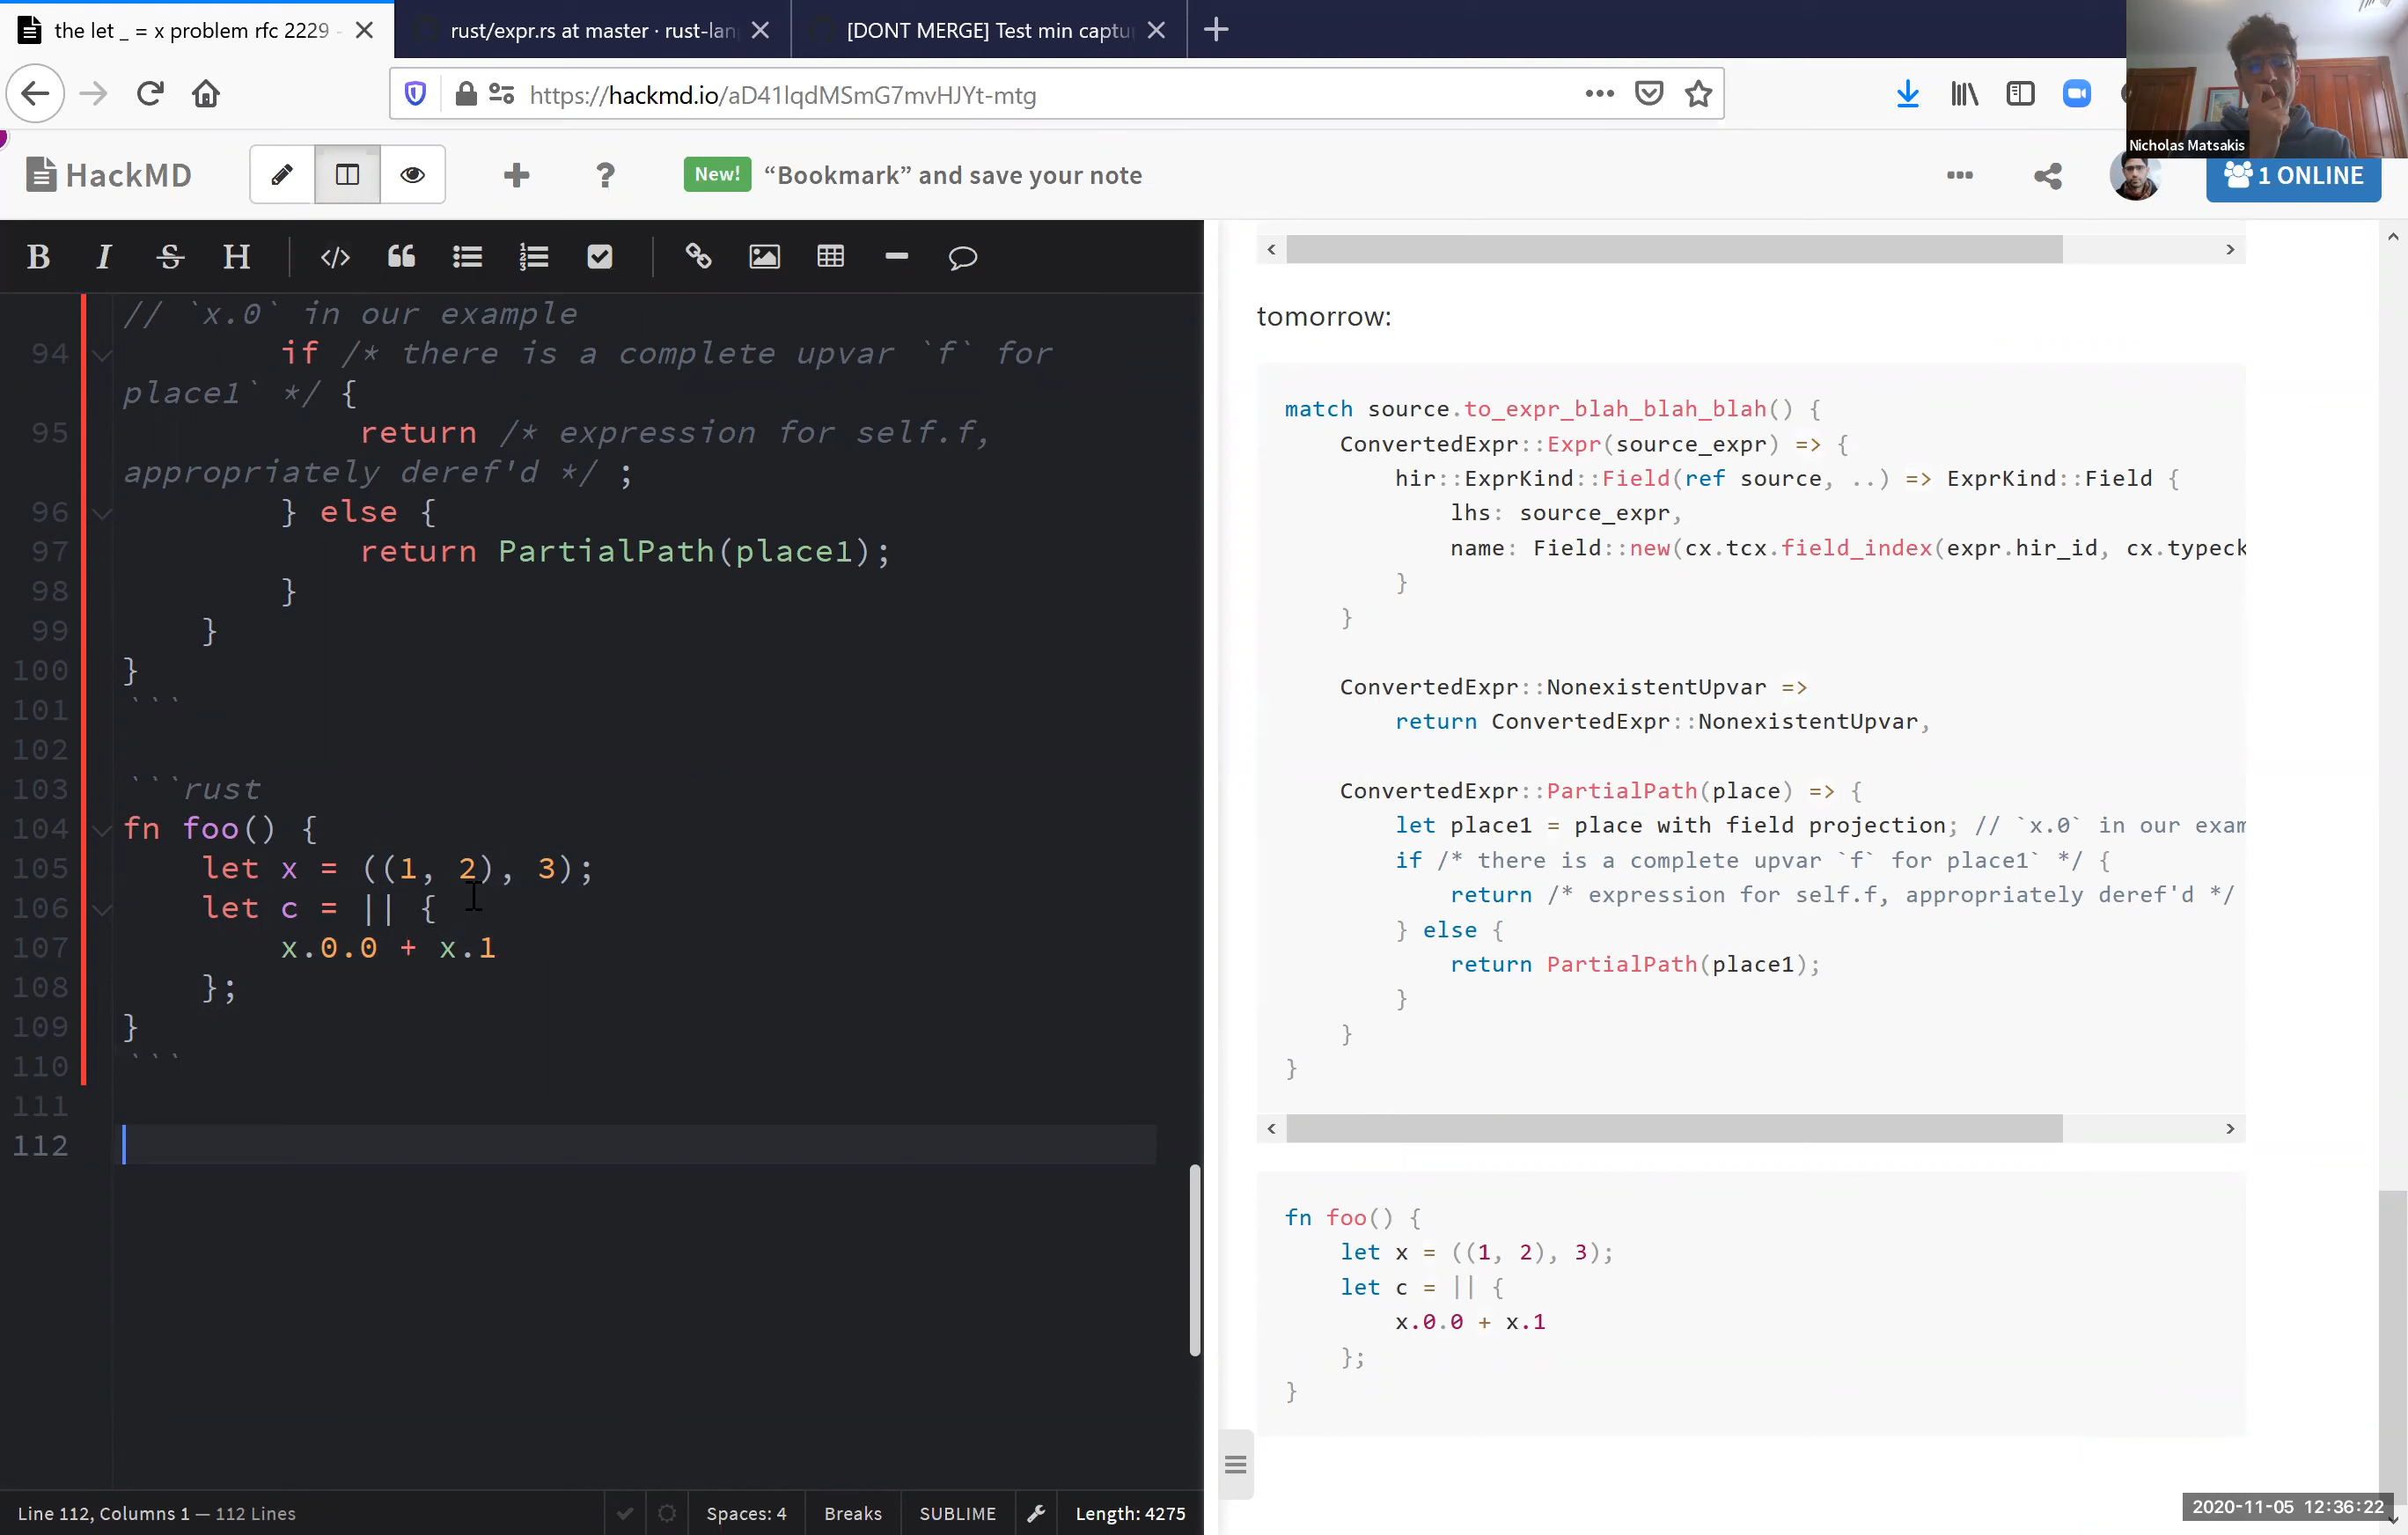 the let _ = x problem rfc 2229 -
rust/expr.rs at master · rust-lan
[DONT MERGE] Test min captu
https://hackmd.io/aD41lqdMSmG7mvHJYt-mtg
Nicholas Matsakis
HackMD
New! “Bookmark” and save your note
1 ONLINE
B I S H
// `x.0` in our example
94 if /* there is a complete upvar `f` for
place1` */ {
95 return /* expression for self.f,
appropriately deref'd */ ;
96 } else {
97 return PartialPath(place1);
98 }
99 }
100 }
101 ```
102
103 ```rust
104 fn foo() {
105 let x = ((1, 2), 3);
106 let c = || {
107 x.0.0 + x.1
108 };
109 }
110 ```
111
112
Line 112, Columns 1 — 112 Lines
Spaces: 4
Breaks
SUBLIME
Length: 4275
tomorrow:
match source.to_expr_blah_blah_blah() {
ConvertedExpr::Expr(source_expr) => {
hir::ExprKind::Field(ref source, ..) => ExprKind::Field {
lhs: source_expr,
name: Field::new(cx.tcx.field_index(expr.hir_id, cx.typeck
}
}
ConvertedExpr::NonexistentUpvar =>
return ConvertedExpr::NonexistentUpvar,
ConvertedExpr::PartialPath(place) => {
let place1 = place with field projection; // `x.0` in our exam
if /* there is a complete upvar `f` for place1` */ {
return /* expression for self.f, appropriately deref'd */
} else {
return PartialPath(place1);
}
}
}
fn foo() {
let x = ((1, 2), 3);
let c = || {
x.0.0 + x.1
};
}
2020-11-05 12:36:22